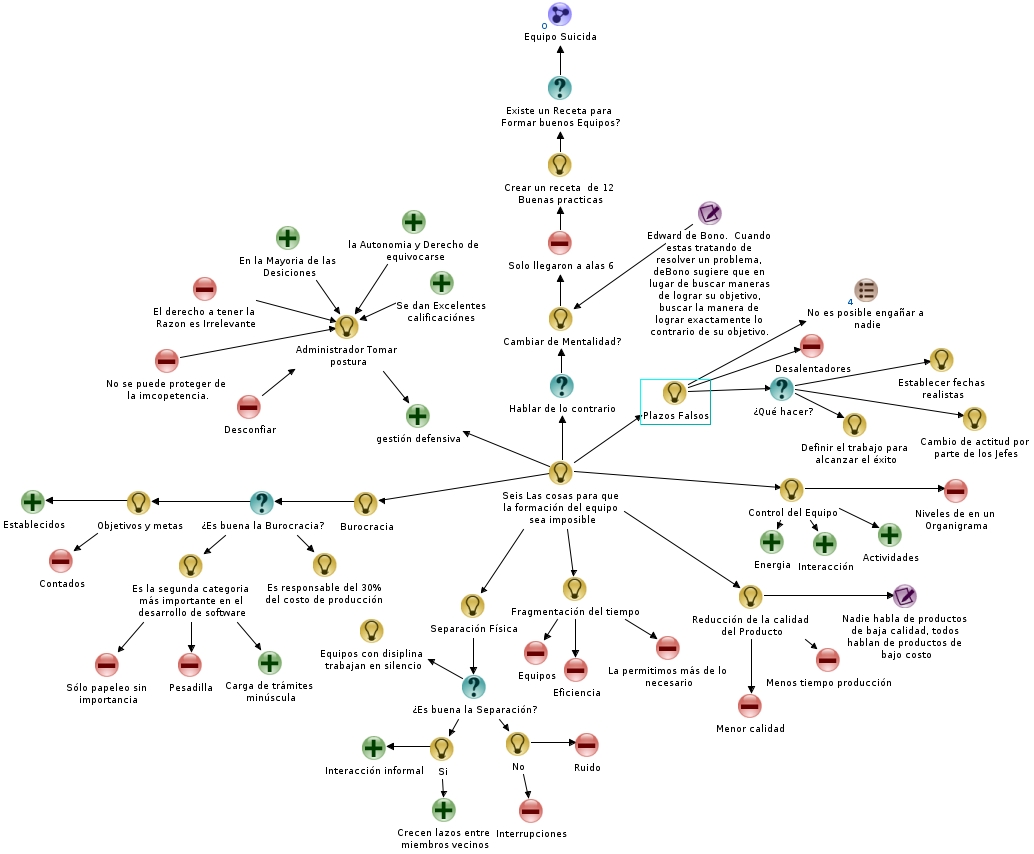 0
Equipo Suicida
Existe un Receta para
Formar buenos Equipos?
Crear un receta de 12
Buenas practicas
Solo llegaron a alas 6
Cambiar de Mentalidad?
Hablar de lo contrario
Edward de Bono. Cuando
estas tratando de
resolver un problema,
deBono sugiere que en
lugar de buscar maneras
de lograr su objetivo,
buscar la manera de
lograr exactamente lo
contrario de su objetivo.
la Autonomia y Derecho de
equivocarse
En la Mayoria de las
Desiciones
Se dan Excelentes
calificaciónes
El derecho a tener la
Razon es Irrelevante
Administrador Tomar
postura
No se puede proteger de
la imcopetencia.
Desconfiar
gestión defensiva
4
No es posible engañar a
nadie
Desalentadores
Plazos Falsos
¿Qué hacer?
Establecer fechas
realistas
Definir el trabajo para
alcanzar el éxito
Cambio de actitud por
parte de los Jefes
Seis Las cosas para que
la formación del equipo
sea imposible
Establecidos
Objetivos y metas
¿Es buena la Burocracia?
Burocracia
Contados
Es la segunda categoria
más importante en el
desarrollo de software
Es responsable del 30%
del costo de producción
Sólo papeleo sin
importancia
Pesadilla
Carga de trámites
minúscula
Control del Equipo
Niveles de en un
Organigrama
Energia
Interacción
Actividades
Separación Física
Equipos con disiplina
trabajan en silencio
¿Es buena la Separación?
Interacción informal
Si
No
Ruido
Crecen lazos entre
miembros vecinos
Interrupciones
Fragmentación del tiempo
Equipos
Eficiencia
La permitimos más de lo
necesario
Reducción de la calidad
del Producto
Nadie habla de productos
de baja calidad, todos
hablan de productos de
bajo costo
Menos tiempo producción
Menor calidad